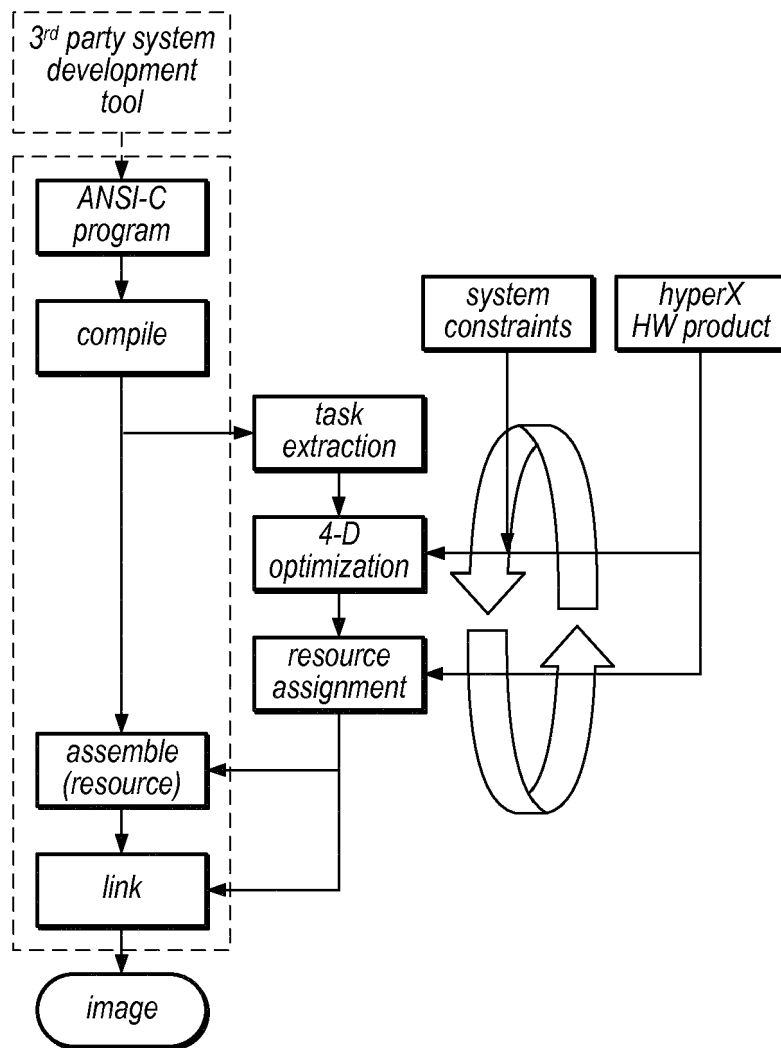 3rd party system
development
tool
ANSI-C
program
compile
system
constraints
hyperX
HW product
task
extraction
4-D
optimization
resource
assignment
assemble
(resource)
link
image